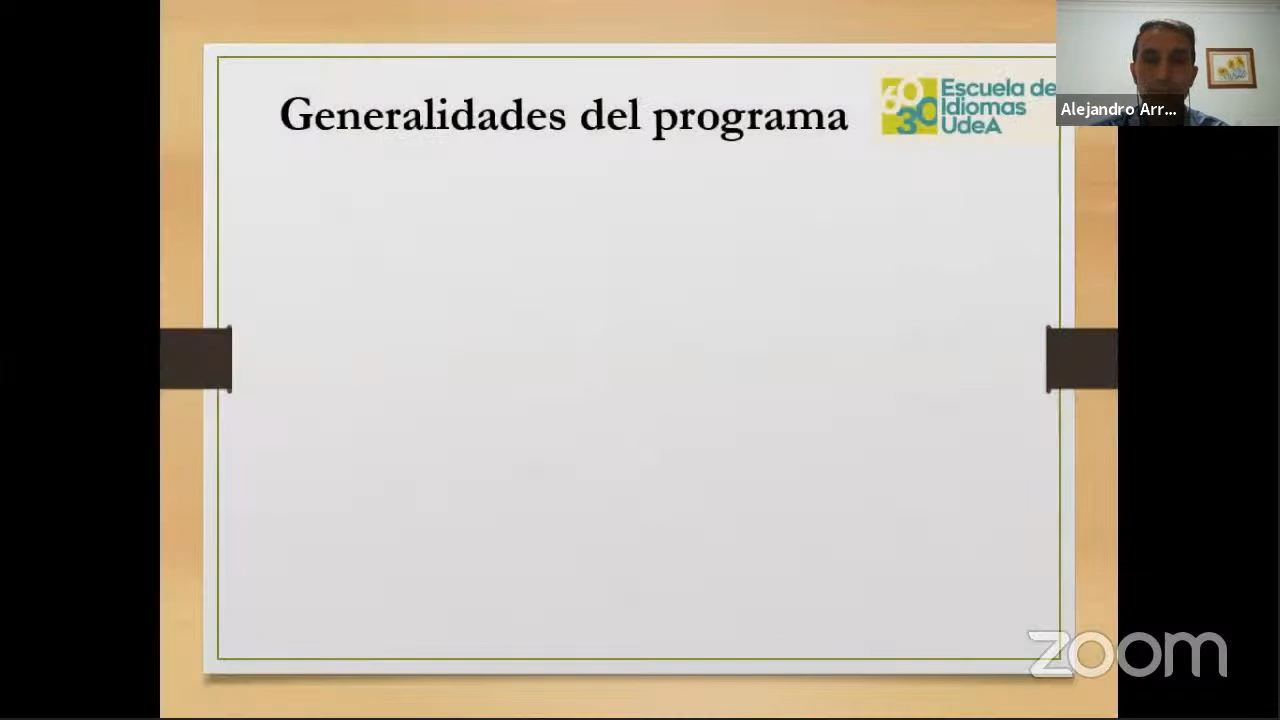 Generalidades del programa
60
30
Escuela de
Idiomas
UdeA
Alejandro Arr...
zoom